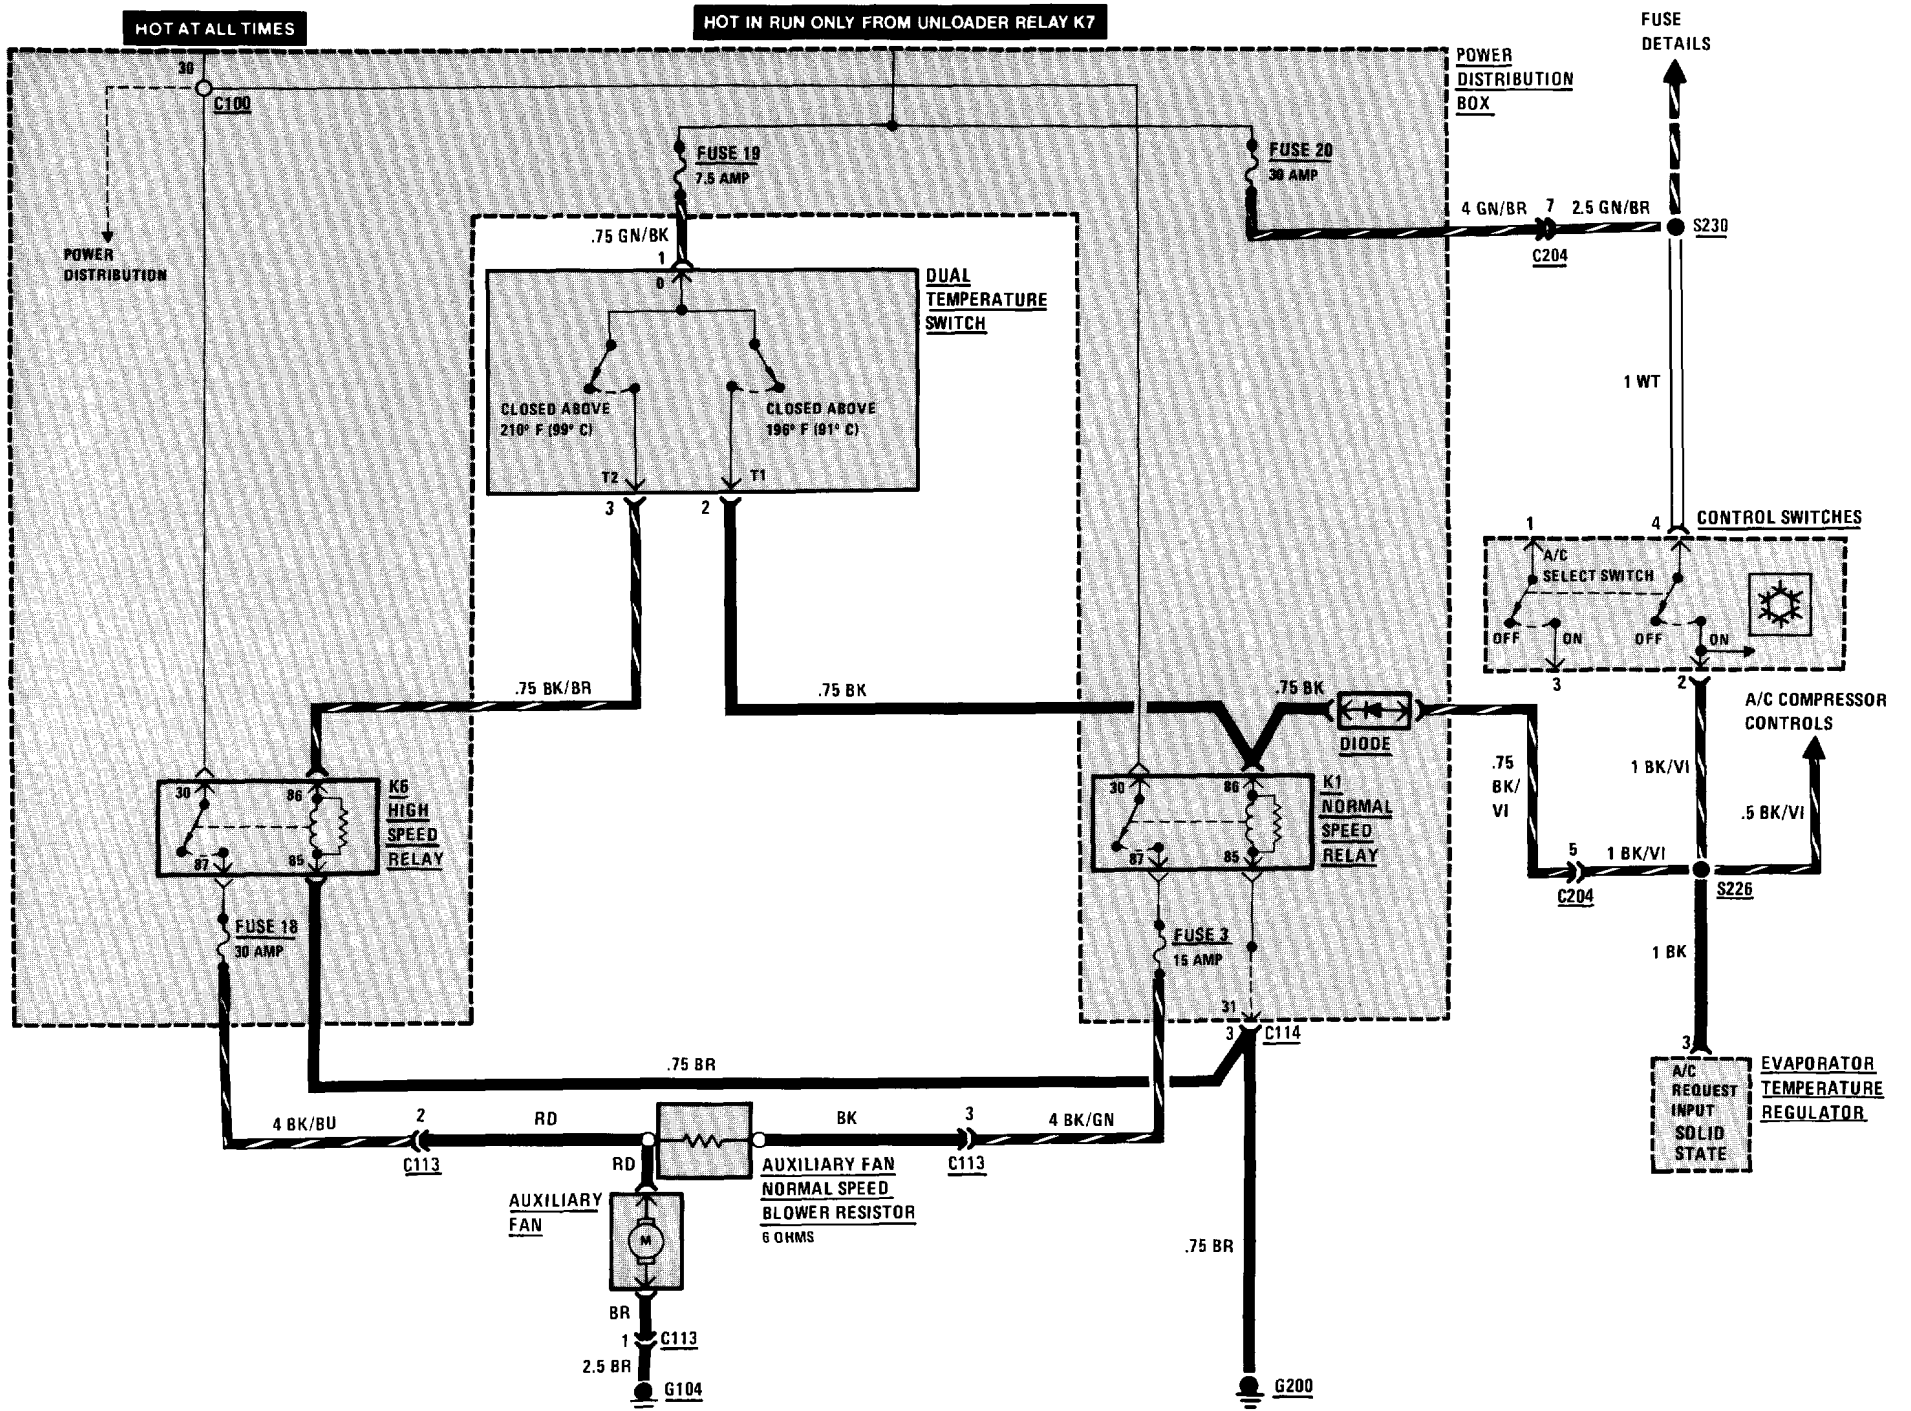 HOT AT ALL TIMES
HOT IN RUN ONLY FROM UNLOADER RELAY K7
FUSE
DETAILS
POWER
DISTRIBUTION
BOX
30
C100
FUSE 19
7.5 AMP
FUSE 20
30 AMP
4 GN/BR
7
2.5 GN/BR
S230
C204
POWER
DISTRIBUTION
.75 GN/BK
1
0
DUAL
TEMPERATURE
SWITCH
CLOSED ABOVE
210° F (99° C)
CLOSED ABOVE
196° F (91° C)
T2
T1
3
2
1 WT
1
4
CONTROL SWITCHES
A/C
SELECT SWITCH
OFF
ON
OFF
ON
3
2
.75 BK/BR
.75 BK
.75 BK
DIODE
A/C COMPRESSOR
CONTROLS
.75
BK/
VI
1 BK/VI
.5 BK/VI
30
86
87
85
K6
HIGH
SPEED
RELAY
30
86
87
85
K1
NORMAL
SPEED
RELAY
5
1 BK/VI
C204
S226
FUSE 18
30 AMP
FUSE 3
15 AMP
1 BK
31
3
C114
3
A/C
REQUEST
INPUT
SOLID
STATE
EVAPORATOR
TEMPERATURE
REGULATOR
.75 BR
4 BK/BU
2
C113
RD
BK
3
C113
4 BK/GN
RD
AUXILIARY FAN
NORMAL SPEED
BLOWER RESISTOR
6 OHMS
AUXILIARY
FAN
M
BR
1
C113
2.5 BR
G104
.75 BR
G200